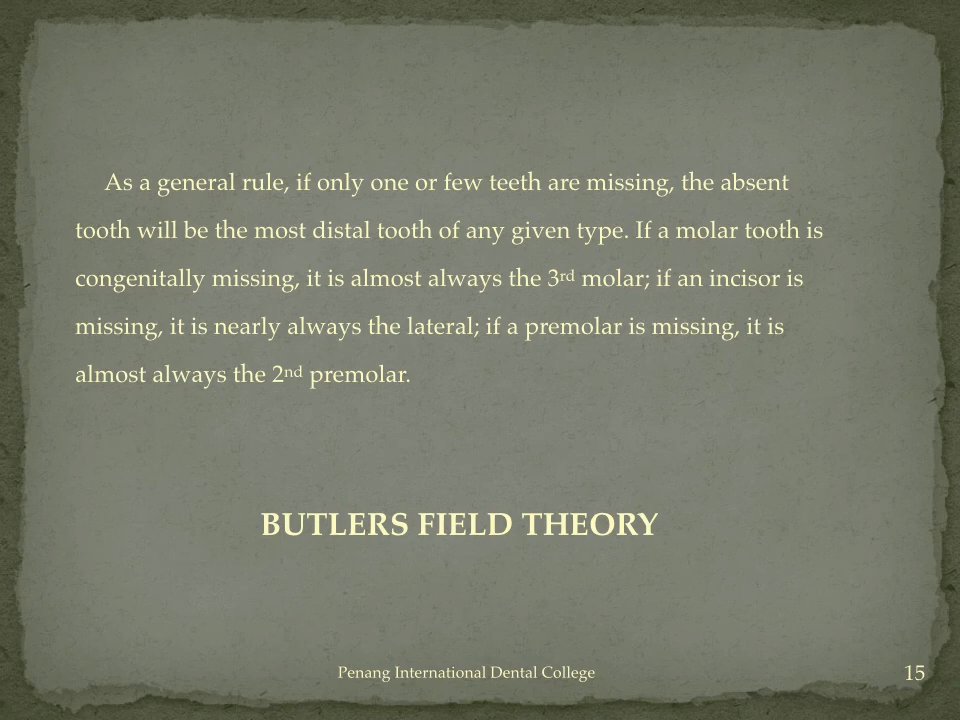 As a general rule, if only one or few teeth are missing, the absent
tooth will be the most distal tooth of any given type. If a molar tooth is
congenitally missing, it is almost always the 3rd molar; if an incisor is
missing, it is nearly always the lateral; if a premolar is missing, it is
almost always the 2nd premolar.
BUTLERS FIELD THEORY
Penang International Dental College
15